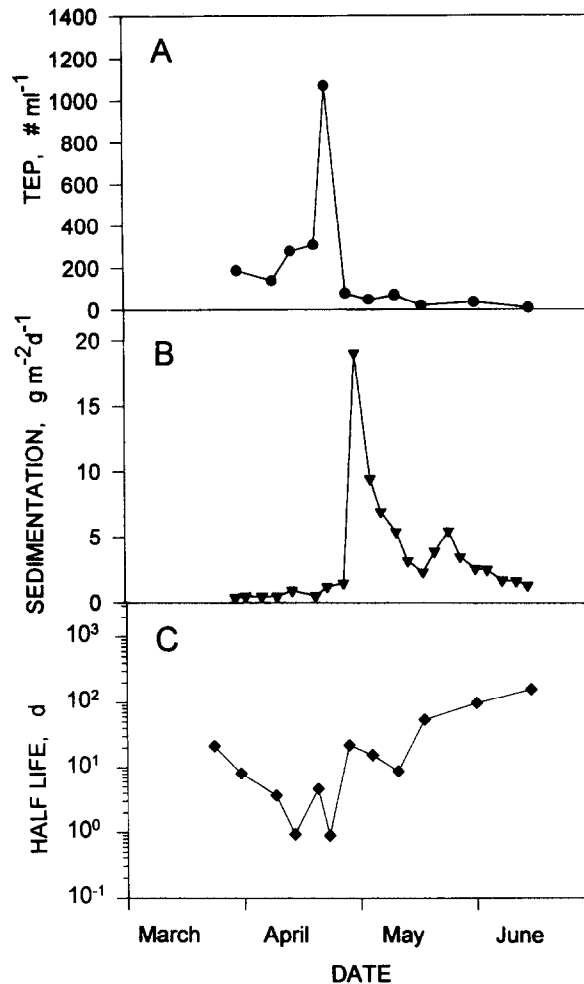 A
TEP, # ml⁻¹
1400
1200
1000
800
600
400
200
0
B
SEDIMENTATION, g m⁻²d⁻¹
20
15
10
5
0
C
HALF LIFE, d
10³
10²
10¹
10⁰
10⁻¹
March April May June
DATE